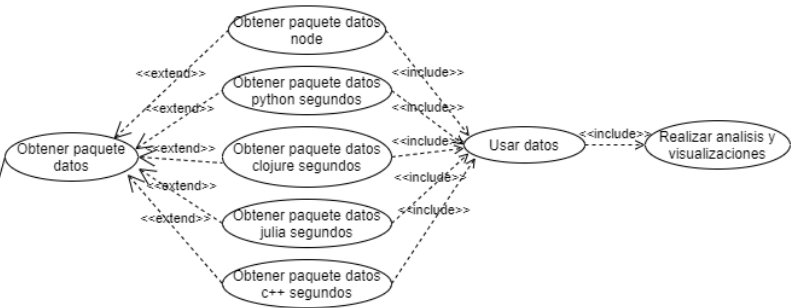 Obtener paquete datos
node
<<extend>>
<<include>>
Obtener paquete datos
python segundos
<<extend>>
<<include>>
Obtener paquete
datos
<<extend>>
Obtener paquete datos
clojure segundos
<<include>>
Usar datos
<<include>>
Realizar analisis y
visualizaciones
<<extend>>
<<include>>
Obtener paquete datos
julia segundos
<<extend>>
<<include>>
Obtener paquete datos
c++ segundos